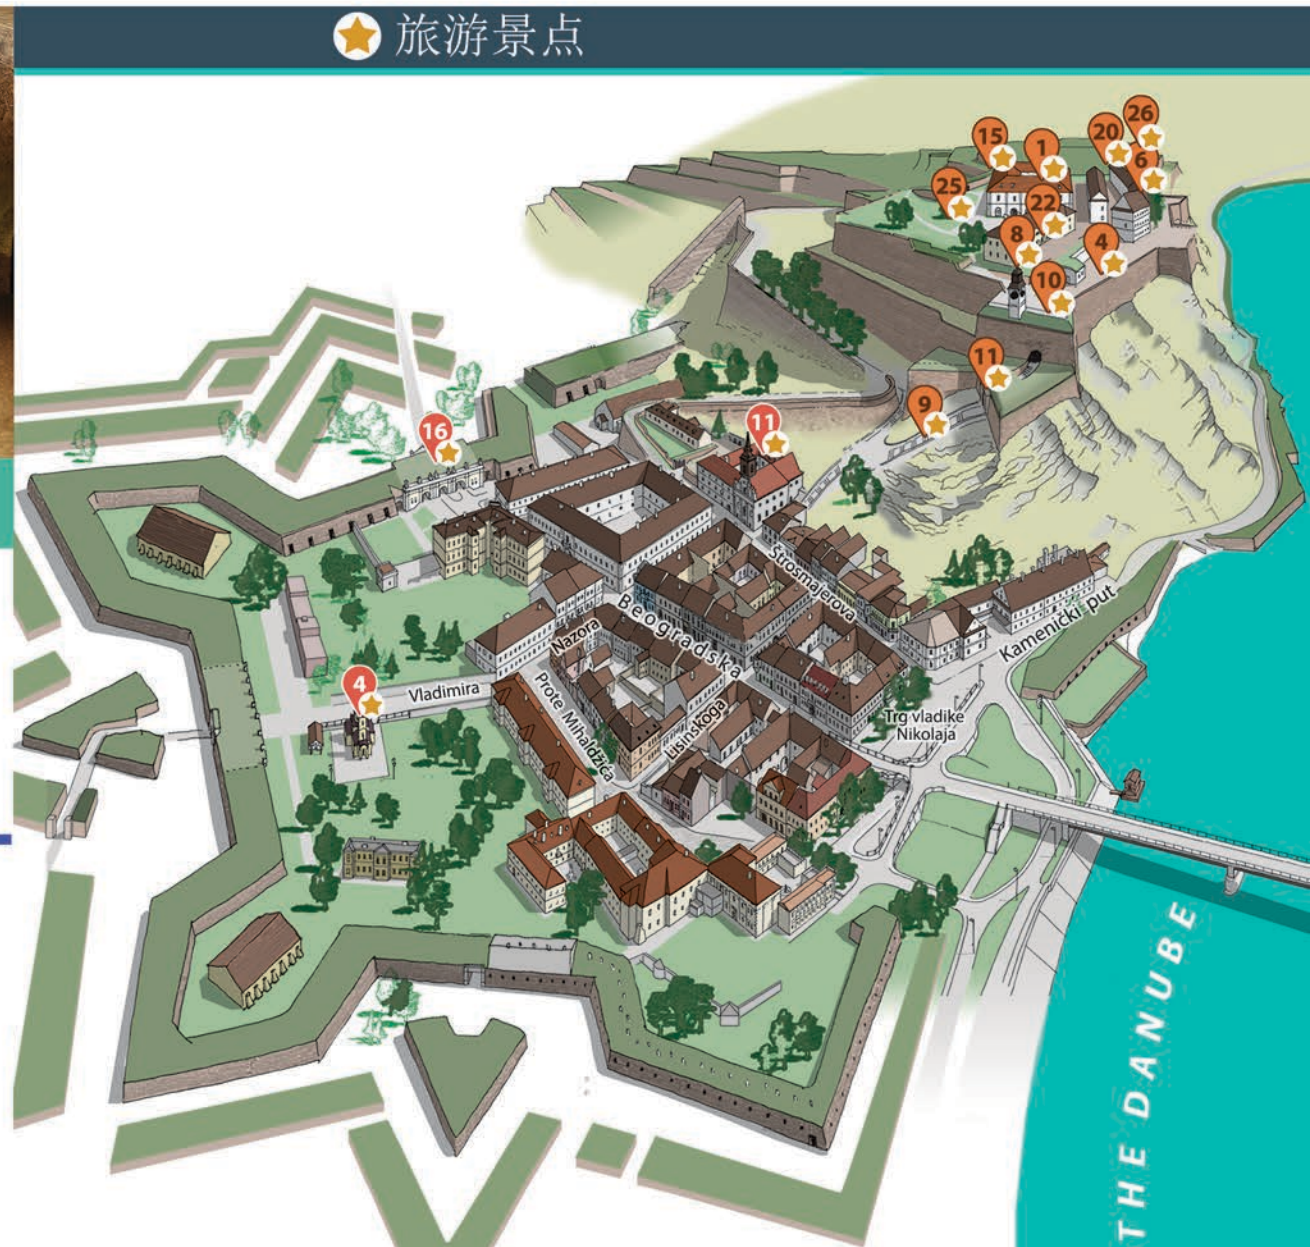 旅游景点
26
20
15
1
6
25
22
8
4
10
11
9
16
11
Štrosmajerova
Beogradska
Kamenički put
Nazora
4
Vladimira
Prote Mihaldžića
Trg vladike
Nikolaja
lisinskoga
THE DANUBE